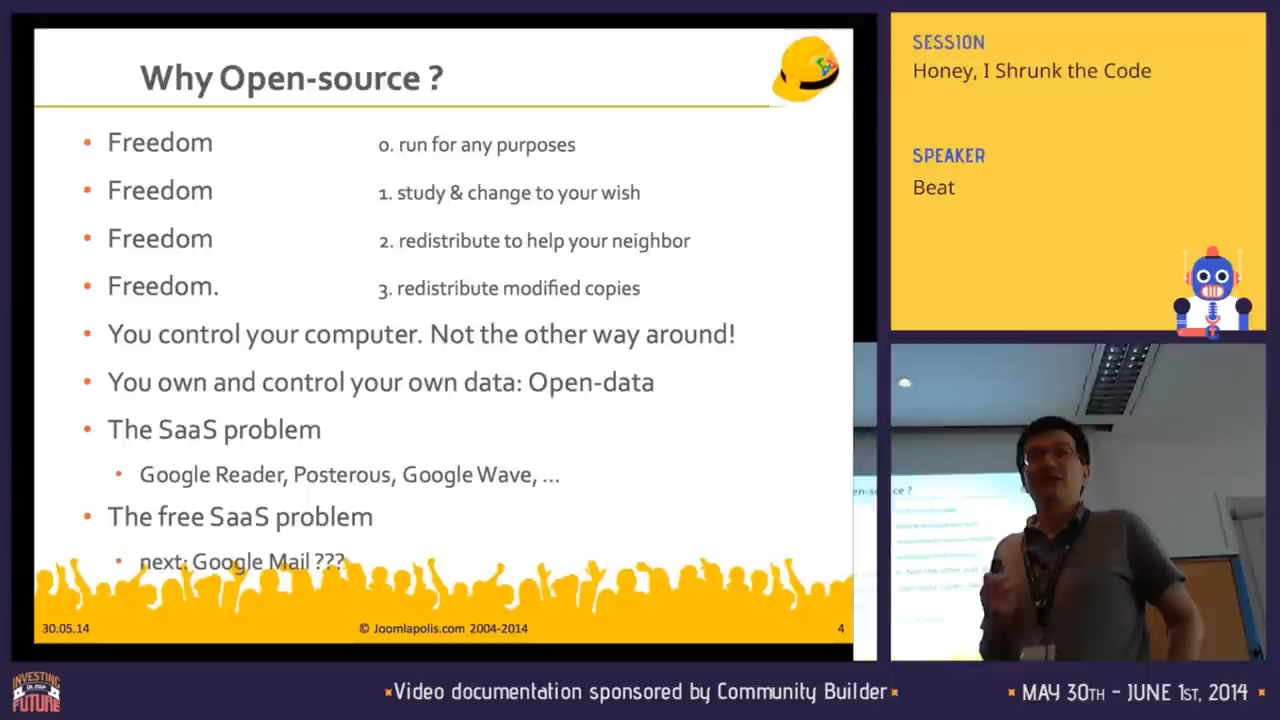 Why Open-source ?
• Freedom 0. run for any purposes
• Freedom 1. study & change to your wish
• Freedom 2. redistribute to help your neighbor
• Freedom. 3. redistribute modified copies
• You control your computer. Not the other way around!
• You own and control your own data: Open-data
• The SaaS problem
• Google Reader, Posterous, Google Wave, ...
• The free SaaS problem
• next: Google Mail ???
30.05.14 © Joomlapolis.com 2004-2014 4
SESSION
Honey, I Shrunk the Code
SPEAKER
Beat
INVESTING
FUTURE
Video documentation sponsored by Community Builder
MAY 30TH - JUNE 1ST, 2014